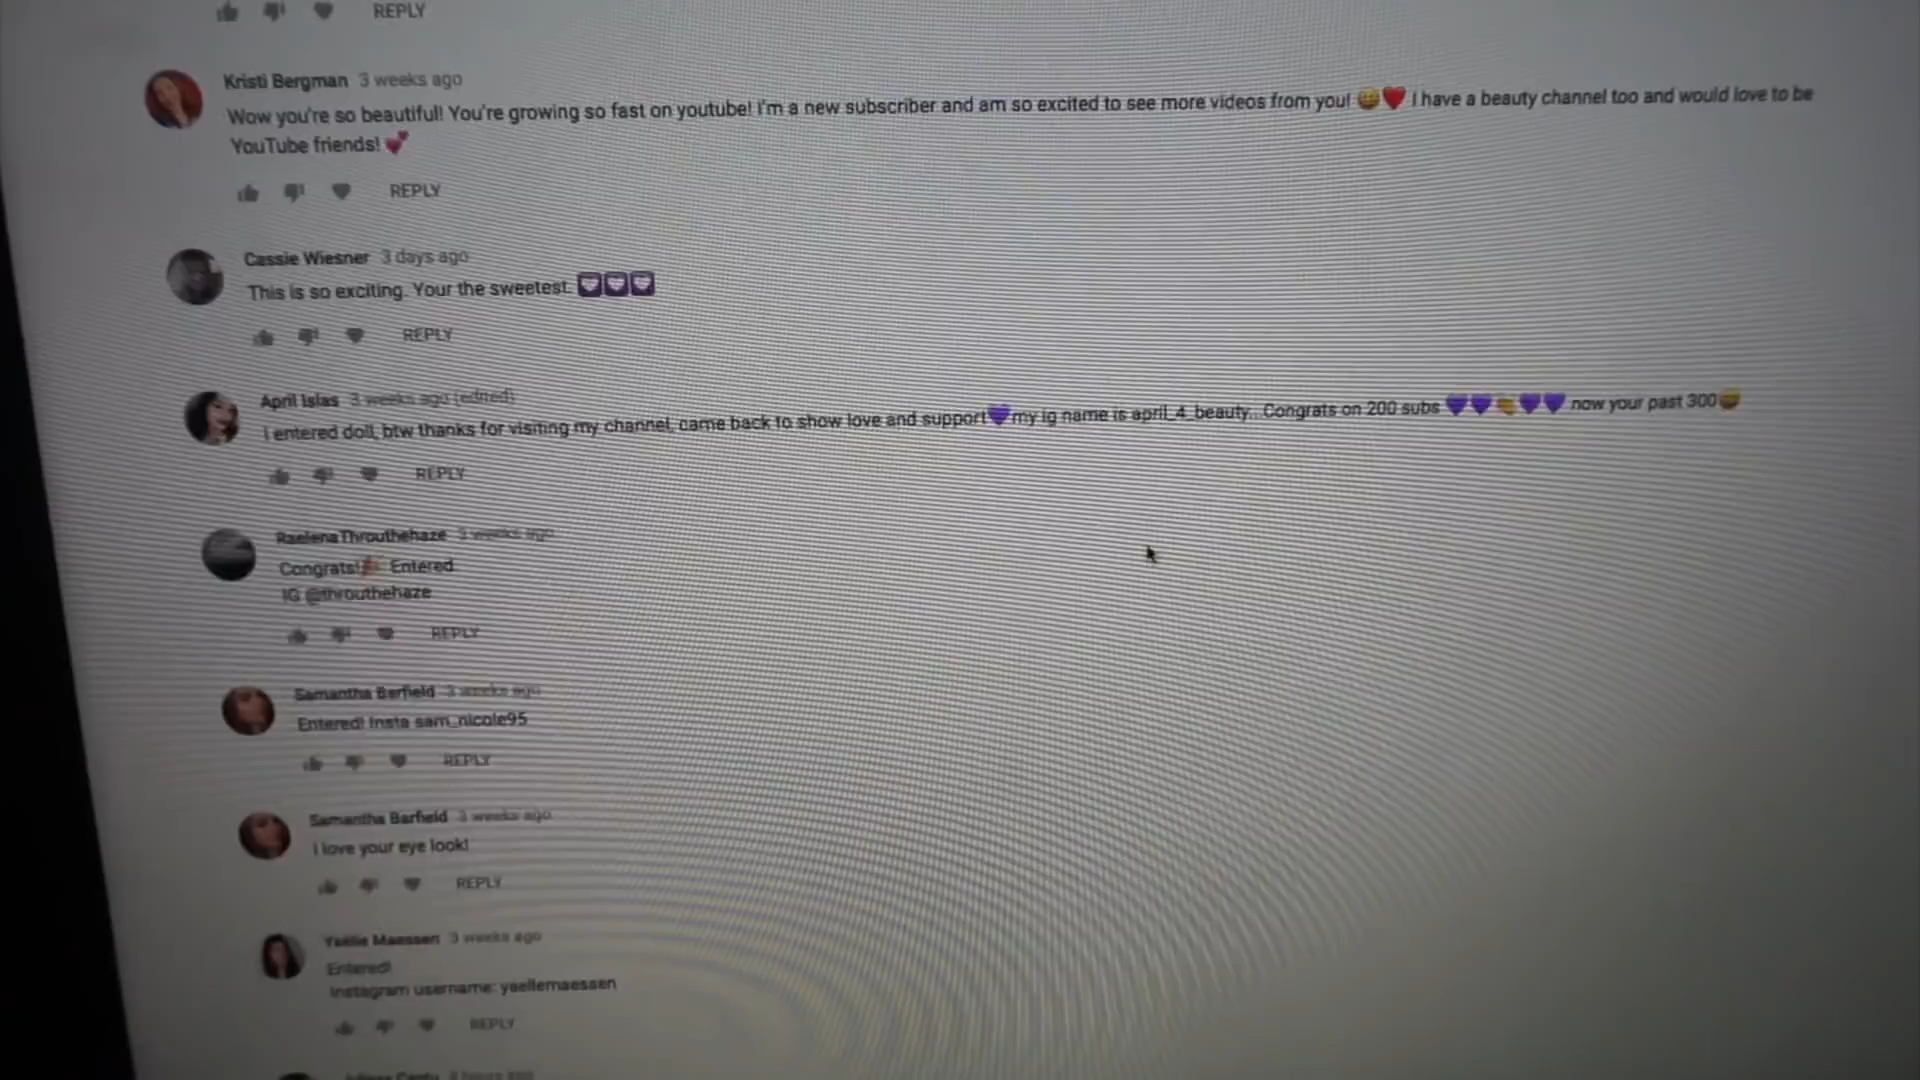 REPLY
Kristi Bergman 3 weeks ago
Wow you're so beautiful! You're growing so fast on youtube! I'm a new subscriber and am so excited to see more videos from you! 😀❤️ I have a beauty channel too and would love to be
YouTube friends! 💕
REPLY
Cassie Wiesner 3 days ago
This is so exciting. Your the sweetest. 💟💟💟
REPLY
April Islas 3 weeks ago (edited)
I entered doll, btw thanks for visiting my channel, came back to show love and support💜my ig name is april_4_beauty...Congrats on 200 subs 💜💜👏💜💜 now your past 300😁
REPLY
RaelenaThrouthehaze 3 weeks ago
Congrats!🎉 Entered
IG @throuthehaze
REPLY
Samantha Barfield 3 weeks ago
Entered! Insta sam_nicole95
REPLY
Samantha Barfield 3 weeks ago
I love your eye look!
REPLY
Yaëlle Maessen 3 weeks ago
Entered!
Instagram username: yaellemaessen
REPLY